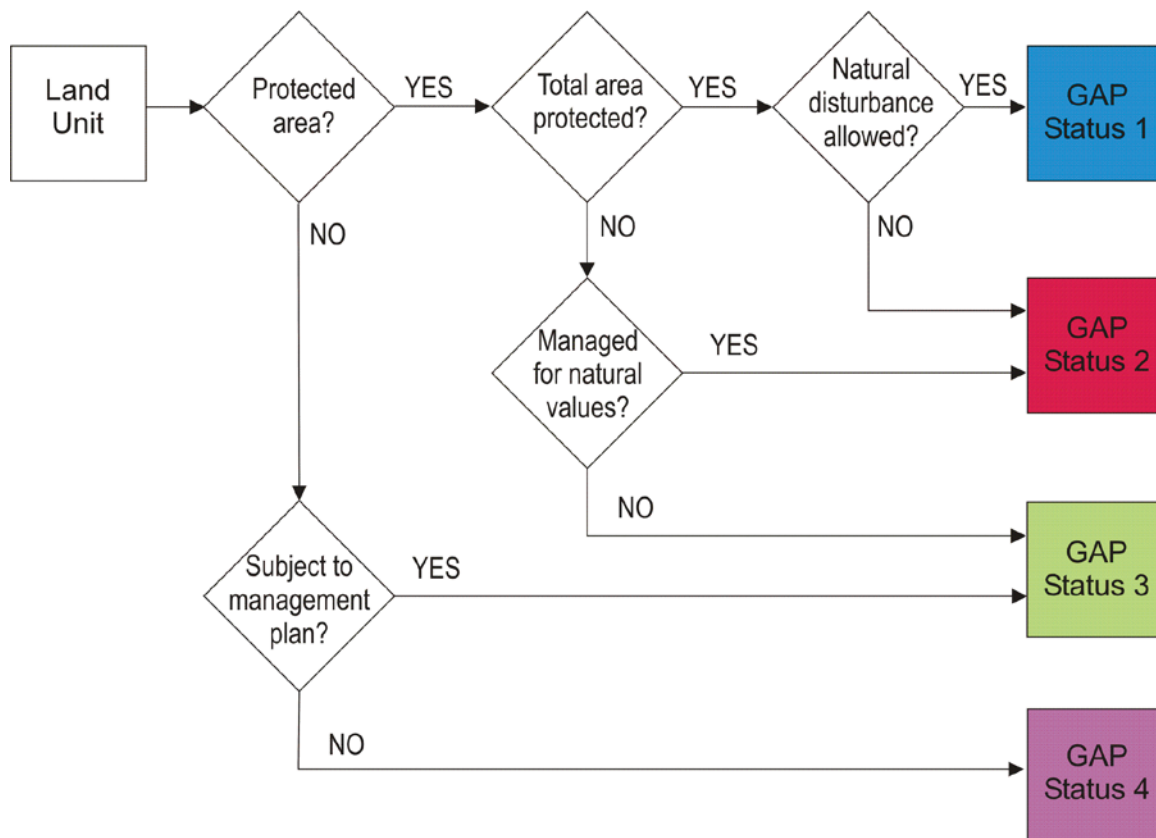 Land
Unit
Protected
area?
YES
Total area
protected?
YES
Natural
disturbance
allowed?
YES
GAP
Status 1
NO
NO
NO
Managed
for natural
values?
YES
GAP
Status 2
NO
Subject to
management
plan?
YES
GAP
Status 3
NO
GAP
Status 4